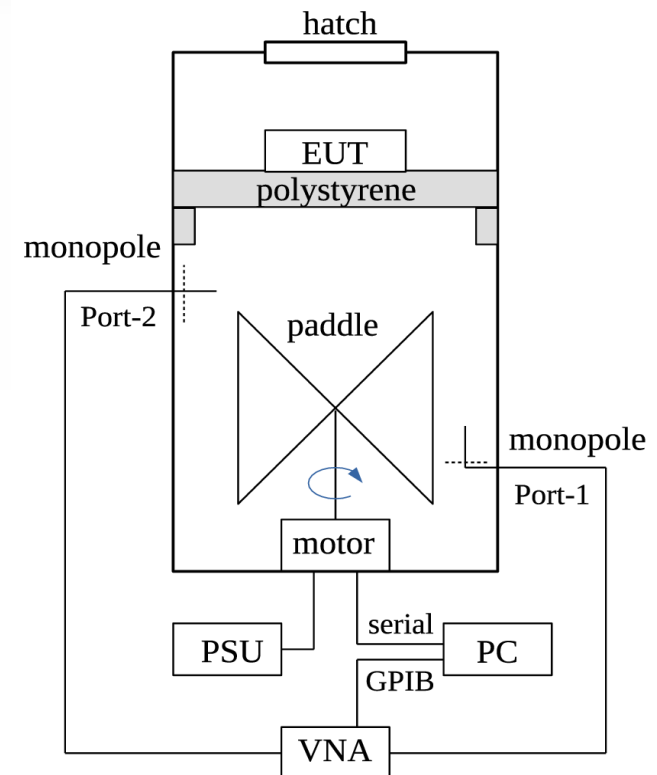 hatch
EUT
polystyrene
monopole
Port-2
paddle
monopole
Port-1
motor
serial
PSU
PC
GPIB
VNA